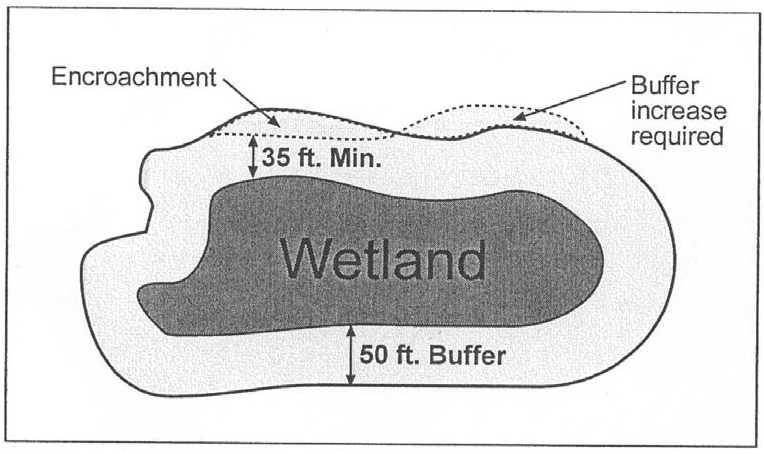 Encroachment
Buffer
increase
required
35 ft. Min.
Wetland
50 ft. Buffer